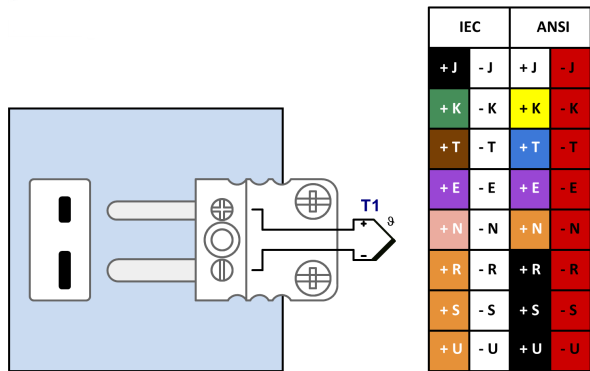 IEC ANSI
+ J - J + J - J
+ K - K + K - K
+ T - T + T - T
+ E - E + E - E
+ N - N + N - N
+ R - R + R - R
+ S - S + S - S
+ U - U + U - U
T1
+ ϑ
-